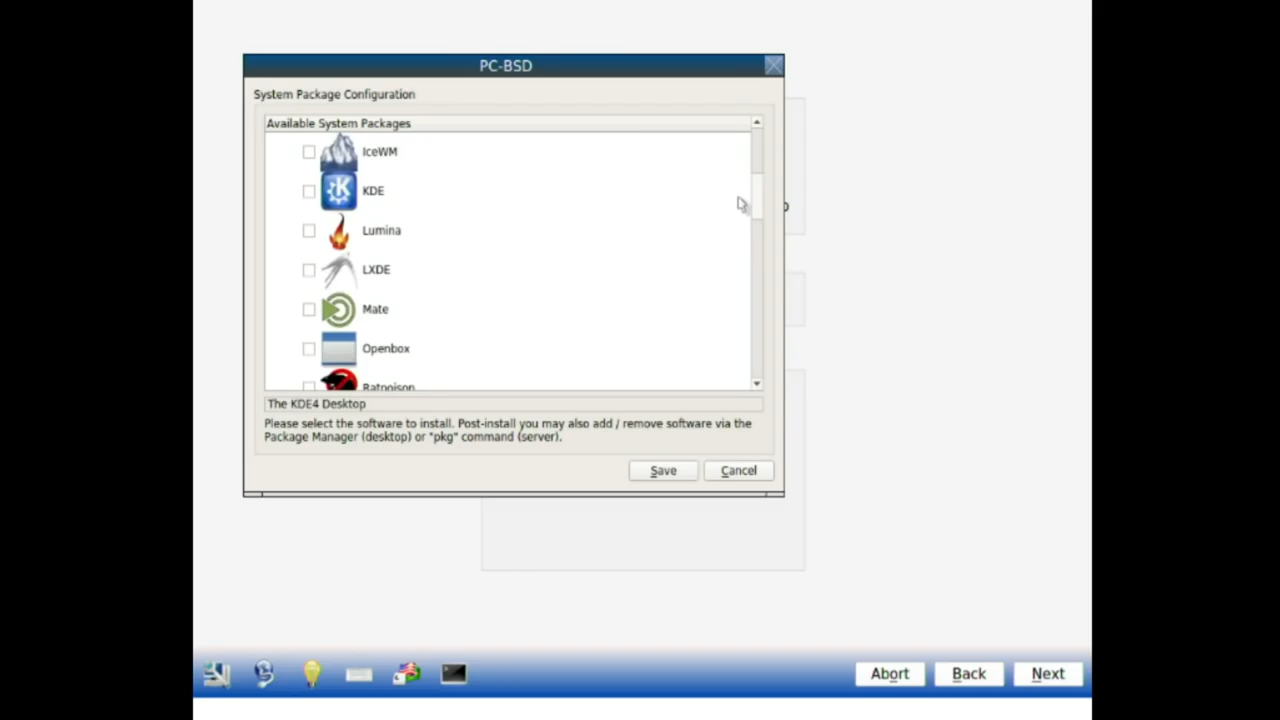 PC-BSD
System Package Configuration
Available System Packages
IceWM
KDE
Lumina
LXDE
Mate
Openbox
Ratpoison
The KDE4 Desktop
Please select the software to install. Post-install you may also add / remove software via the
Package Manager (desktop) or "pkg" command (server).
Save Cancel
Abort Back Next